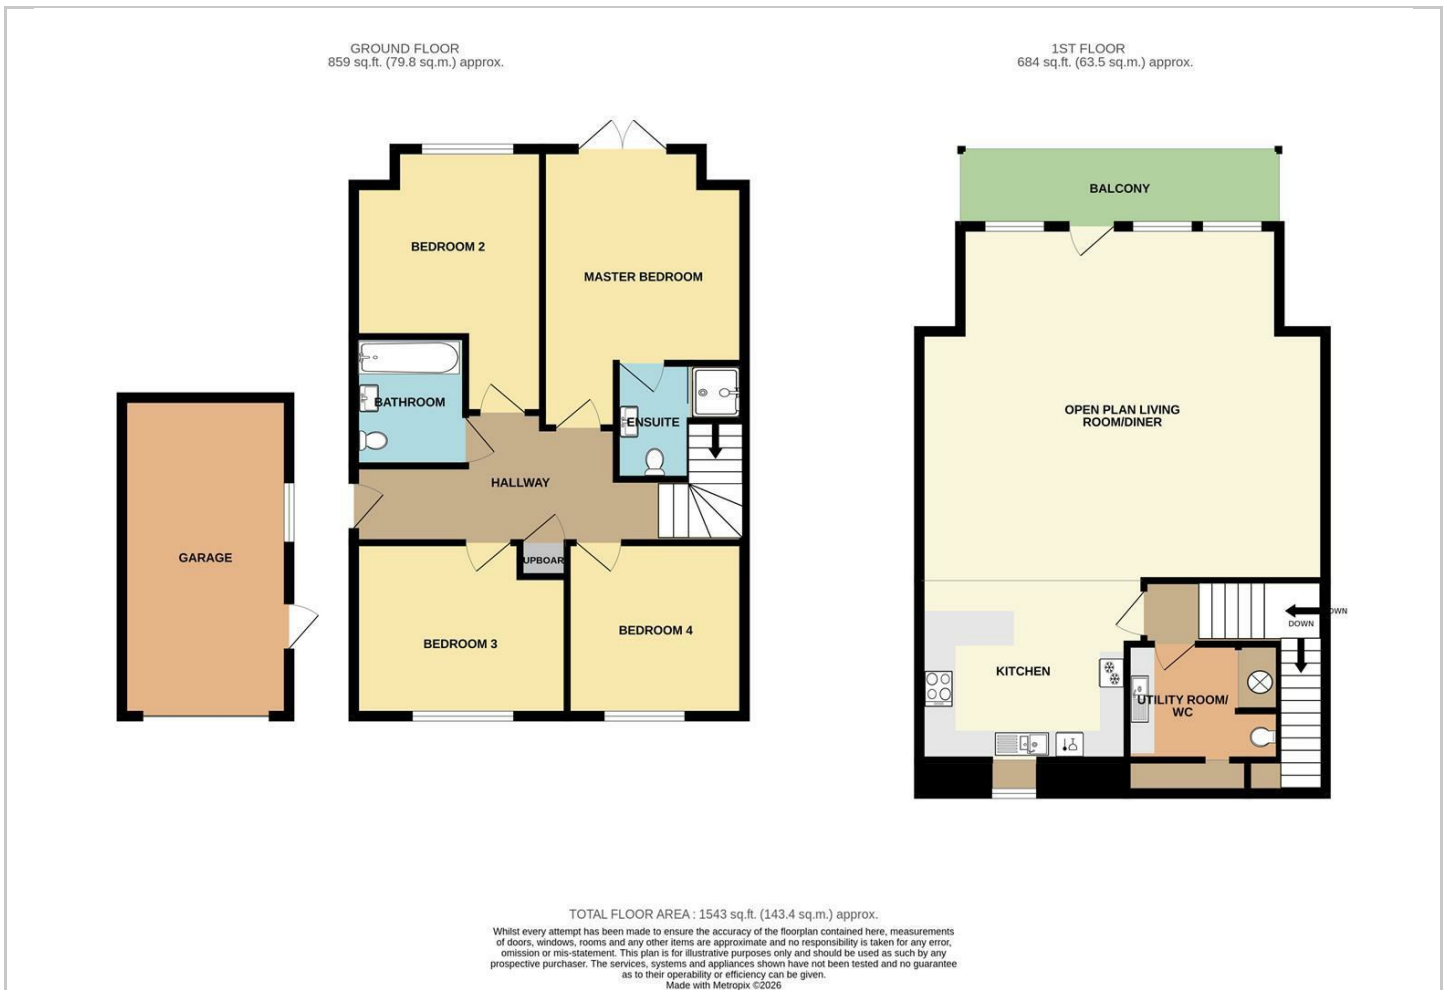 GROUND FLOOR
859 sq.ft. (79.8 sq.m.) approx.
1ST FLOOR
684 sq.ft. (63.5 sq.m.) approx.
BEDROOM 2
MASTER BEDROOM
BATHROOM
ENSUITE
HALLWAY
GARAGE
UPBOAR
BEDROOM 3
BEDROOM 4
BALCONY
OPEN PLAN LIVING
ROOM/DINER
DOWN
OWN
KITCHEN
UTILITY ROOM/
WC
TOTAL FLOOR AREA : 1543 sq.ft. (143.4 sq.m.) approx.
Whilst every attempt has been made to ensure the accuracy of the floorplan contained here, measurements
of doors, windows, rooms and any other items are approximate and no responsibility is taken for any error,
omission or mis-statement. This plan is for illustrative purposes only and should be used as such by any
prospective purchaser. The services, systems and appliances shown have not been tested and no guarantee
as to their operability or efficiency can be given.
Made with Metropix ©2026